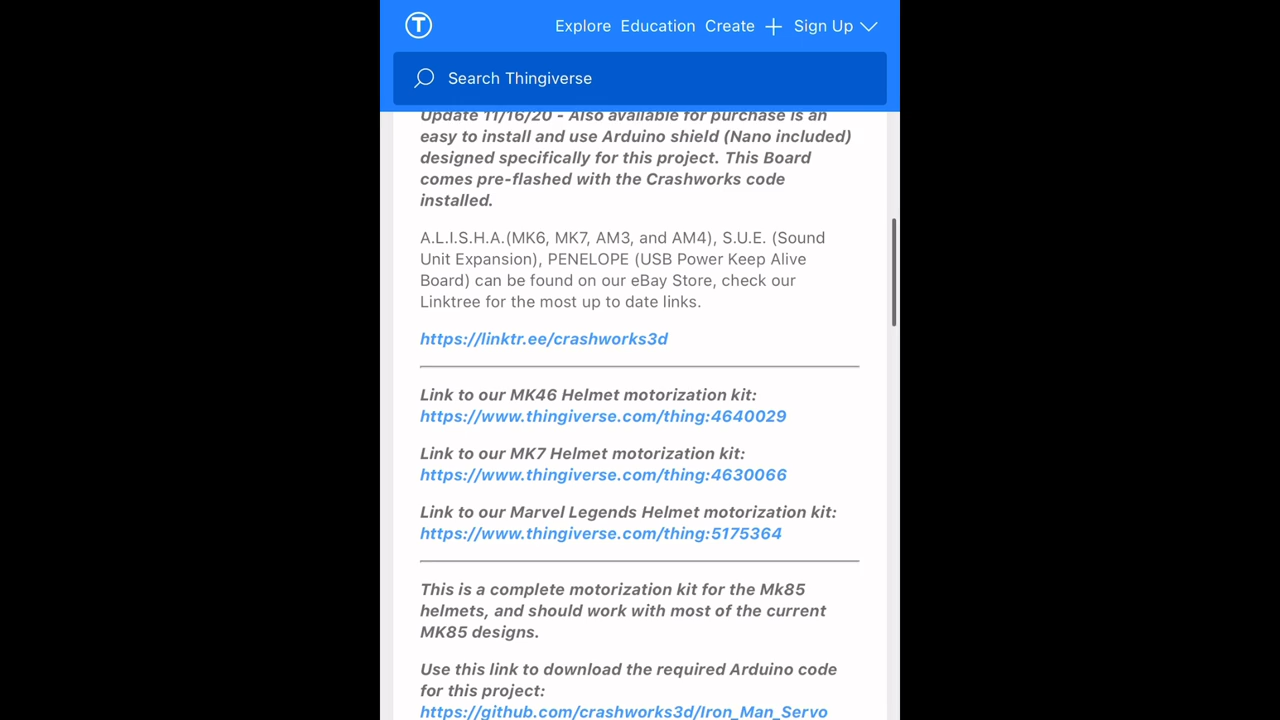 T
Explore Education Create + Sign Up
Search Thingiverse
Update 11/16/20 - Also available for purchase is an
easy to install and use Arduino shield (Nano included)
designed specifically for this project. This Board
comes pre-flashed with the Crashworks code
installed.
A.L.I.S.H.A.(MK6, MK7, AM3, and AM4), S.U.E. (Sound
Unit Expansion), PENELOPE (USB Power Keep Alive
Board) can be found on our eBay Store, check our
Linktree for the most up to date links.
https://linktr.ee/crashworks3d
Link to our MK46 Helmet motorization kit:
https://www.thingiverse.com/thing:4640029
Link to our MK7 Helmet motorization kit:
https://www.thingiverse.com/thing:4630066
Link to our Marvel Legends Helmet motorization kit:
https://www.thingiverse.com/thing:5175364
This is a complete motorization kit for the Mk85
helmets, and should work with most of the current
MK85 designs.
Use this link to download the required Arduino code
for this project:
https://github.com/crashworks3d/Iron_Man_Servo